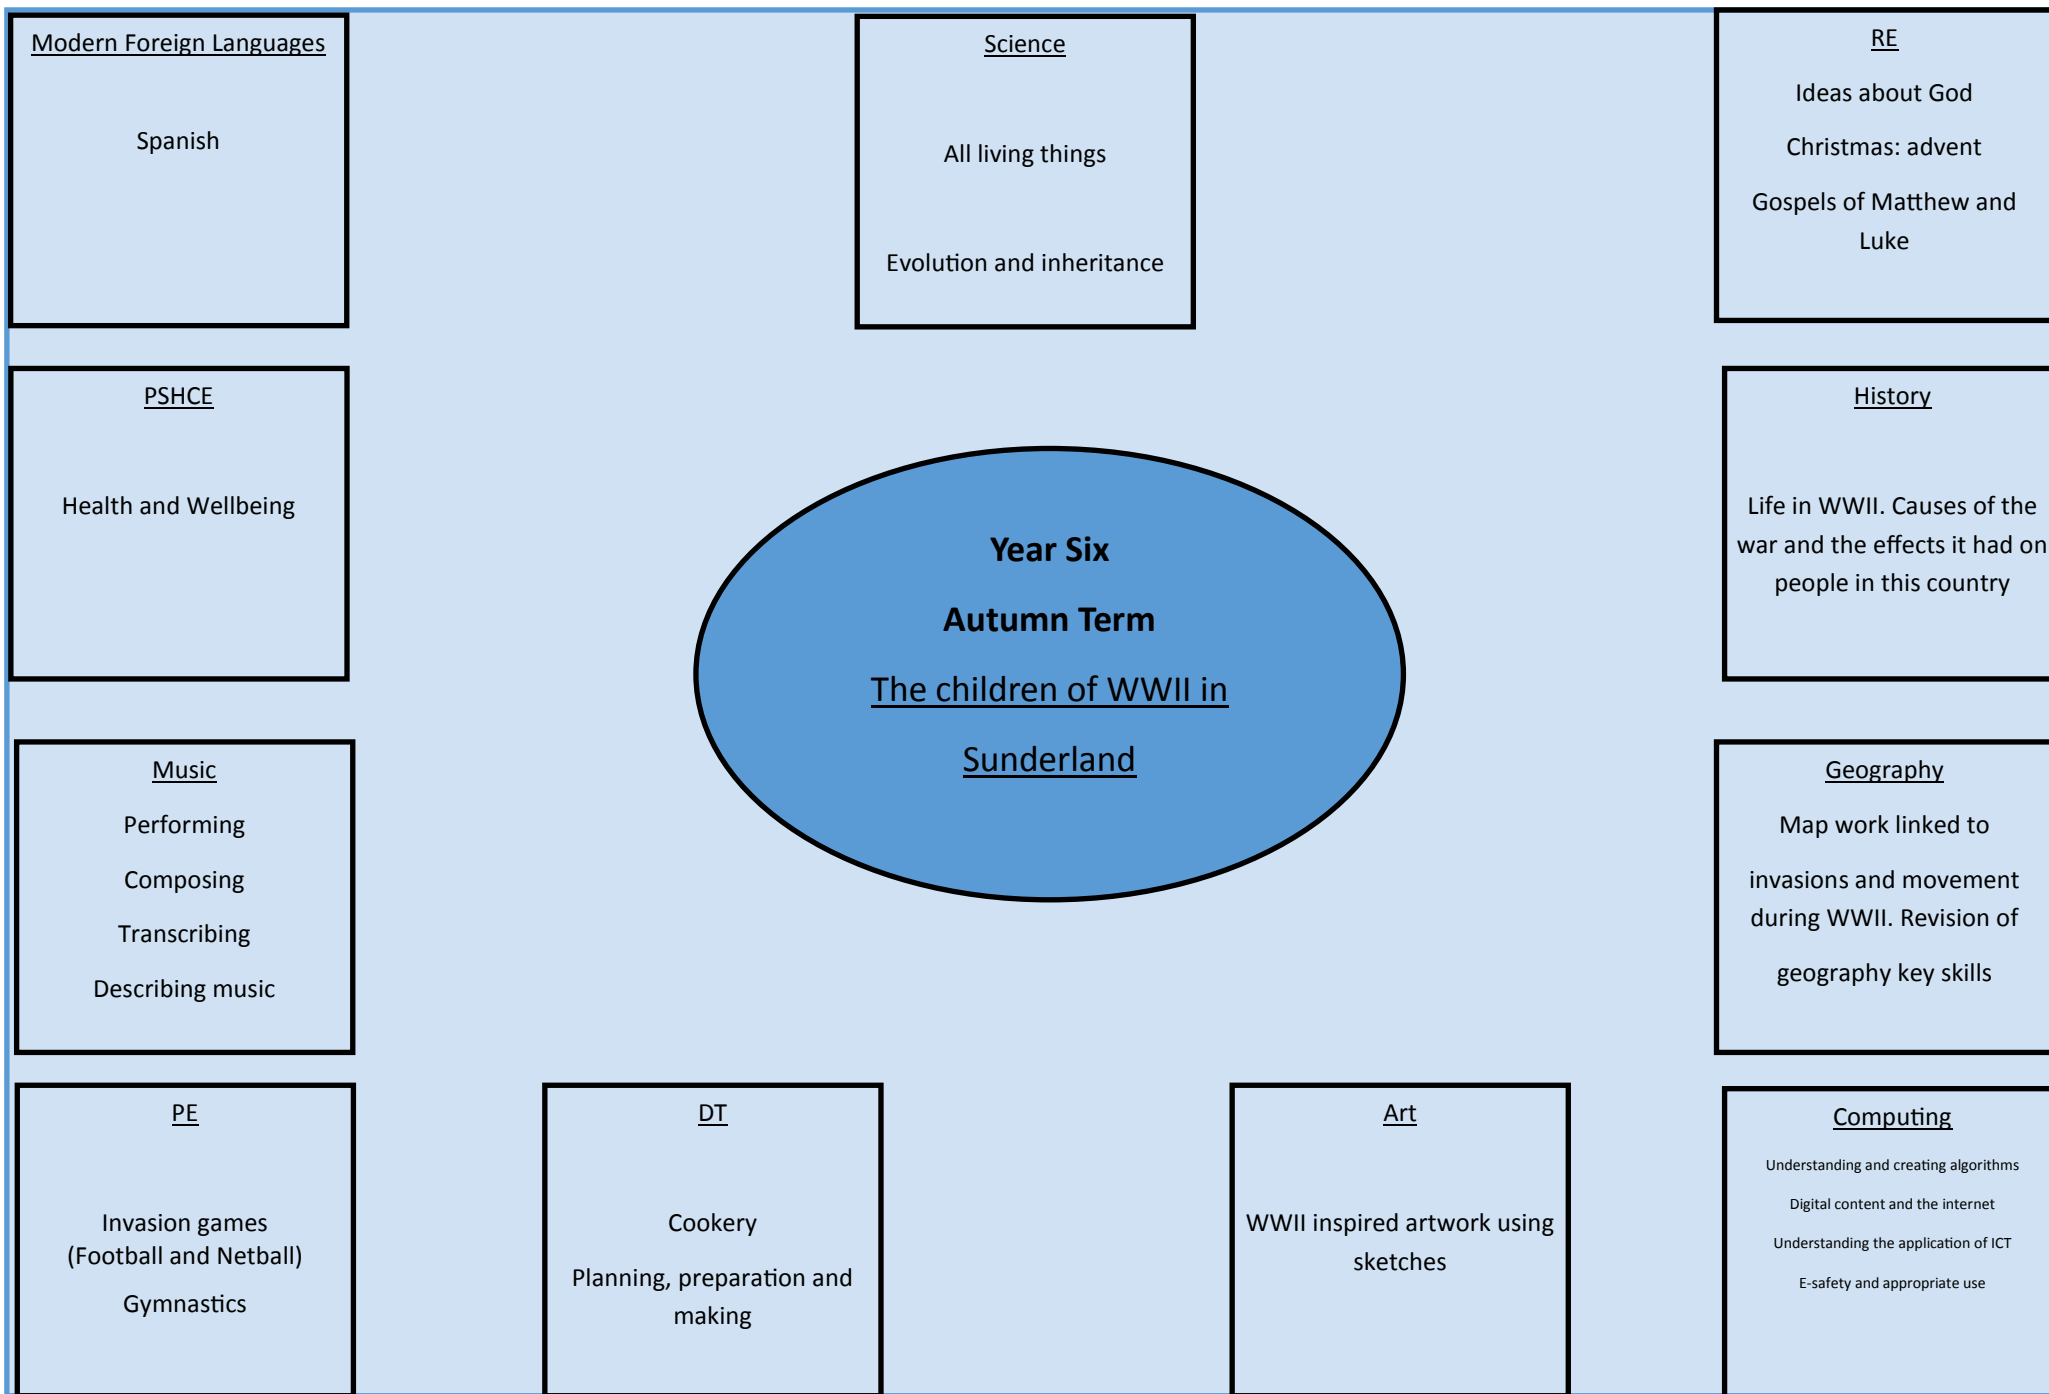 Modern Foreign Languages
Spanish
Science
All living things
Evolution and inheritance
RE
Ideas about God
Christmas: advent
Gospels of Matthew and
Luke
PSHCE
Health and Wellbeing
Year Six
Autumn Term
The children of WWII in
Sunderland
History
Life in WWII. Causes of the
war and the effects it had on
people in this country
Music
Performing
Composing
Transcribing
Describing music
Geography
Map work linked to
invasions and movement
during WWII. Revision of
geography key skills
PE
Invasion games
(Football and Netball)
Gymnastics
DT
Cookery
Planning, preparation and
making
Art
WWII inspired artwork using
sketches
Computing
Understanding and creating algorithms
Digital content and the internet
Understanding the application of ICT
E-safety and appropriate use